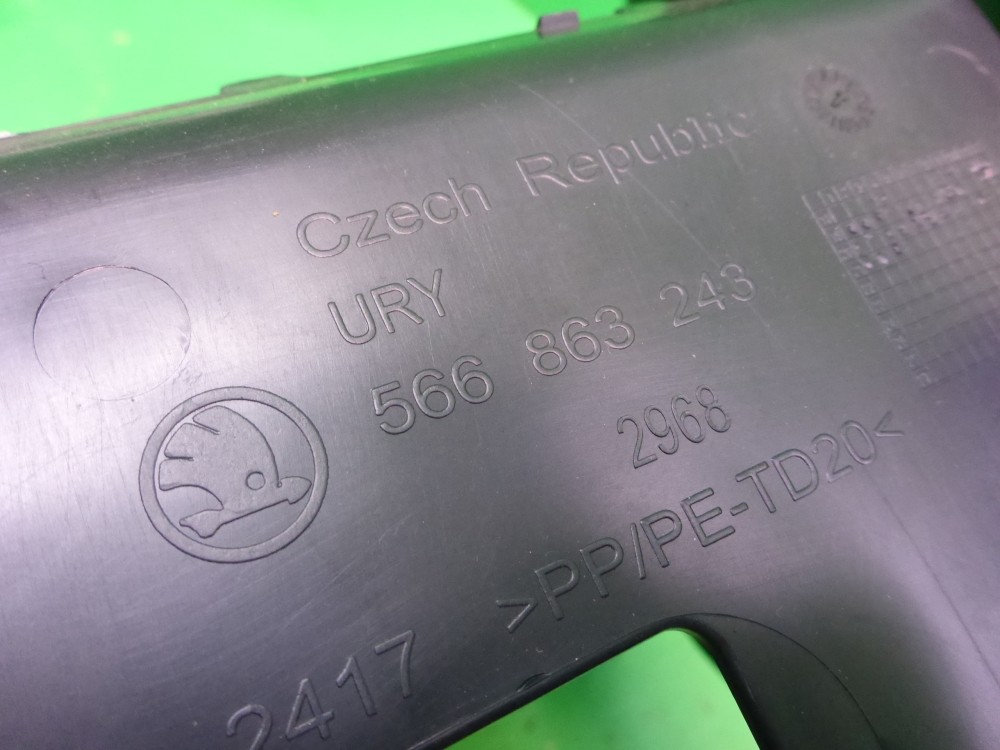 Czech Republic
URY
566 863 243
2968
>PP/PE-TD20<
2417